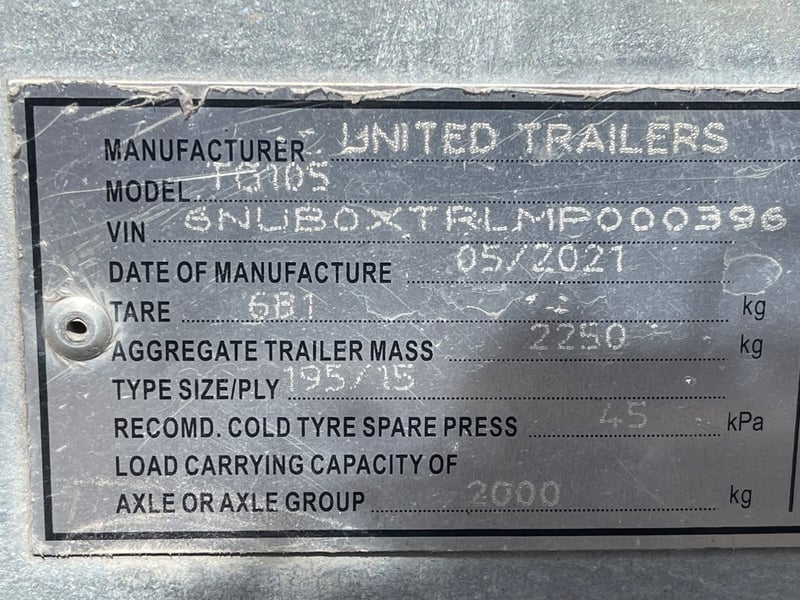 MANUFACTURER UNITED TRAILERS
MODEL TG105
VIN 6NUB0XTRLMP000396
DATE OF MANUFACTURE 05/2021
TARE 681 kg
AGGREGATE TRAILER MASS 2250 kg
TYPE SIZE/PLY 195/15
RECOMD. COLD TYRE SPARE PRESS 45 kPa
LOAD CARRYING CAPACITY OF
AXLE OR AXLE GROUP 2000 kg